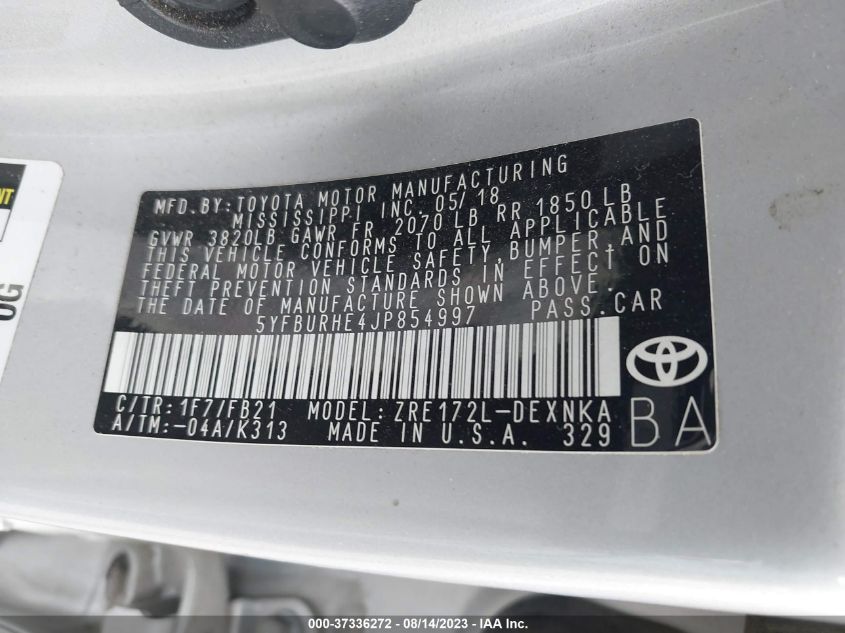 NT
OG
MFD.BY:TOYOTA MOTOR MANUFACTURING
MISSISSIPPI INC 05/18
GVWR 3820LB GAWR FR 2070 LB RR 1850 LB
THIS VEHICLE CONFORMS TO ALL APPLICABLE
FEDERAL MOTOR VEHICLE SAFETY,BUMPER,AND
THEFT PREVENTION STANDARDS IN EFFECT ON
THE DATE OF MANUFACTURE SHOWN ABOVE.
5YFBURHE4JP854997 PASS.CAR
C/TR:1F7/FB21 MODEL:ZRE172L-DEXNKA
A/TM:-04A/K313 MADE IN U.S.A. 329 BA
000-37336272 - 08/14/2023 - IAA Inc.